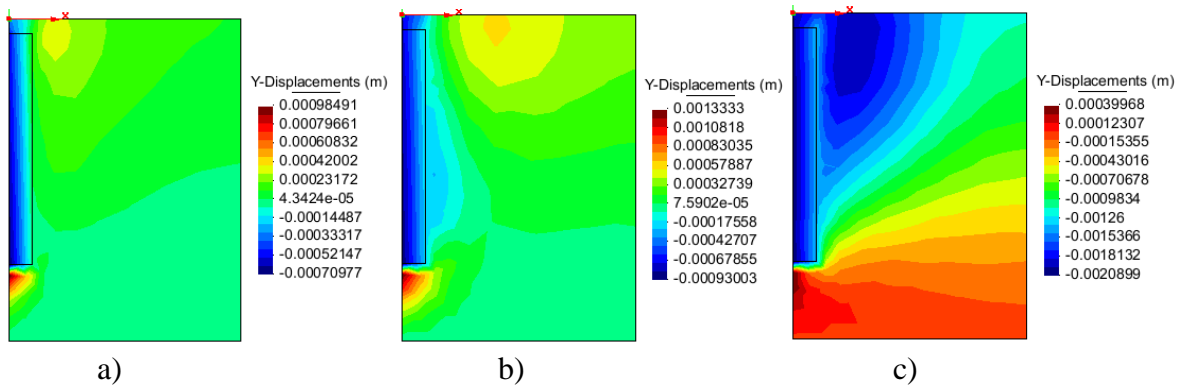 x
Y-Displacements (m)
0.00098491
0.00079661
0.00060832
0.00042002
0.00023172
4.3424e-05
-0.00014487
-0.00033317
-0.00052147
-0.00070977
a)
x
Y-Displacements (m)
0.0013333
0.0010818
0.00083035
0.00057887
0.00032739
7.5902e-05
-0.00017558
-0.00042707
-0.00067855
-0.00093003
b)
x
Y-Displacements (m)
0.00039968
0.00012307
-0.00015355
-0.00043016
-0.00070678
-0.0009834
-0.00126
-0.0015366
-0.0018132
-0.0020899
c)